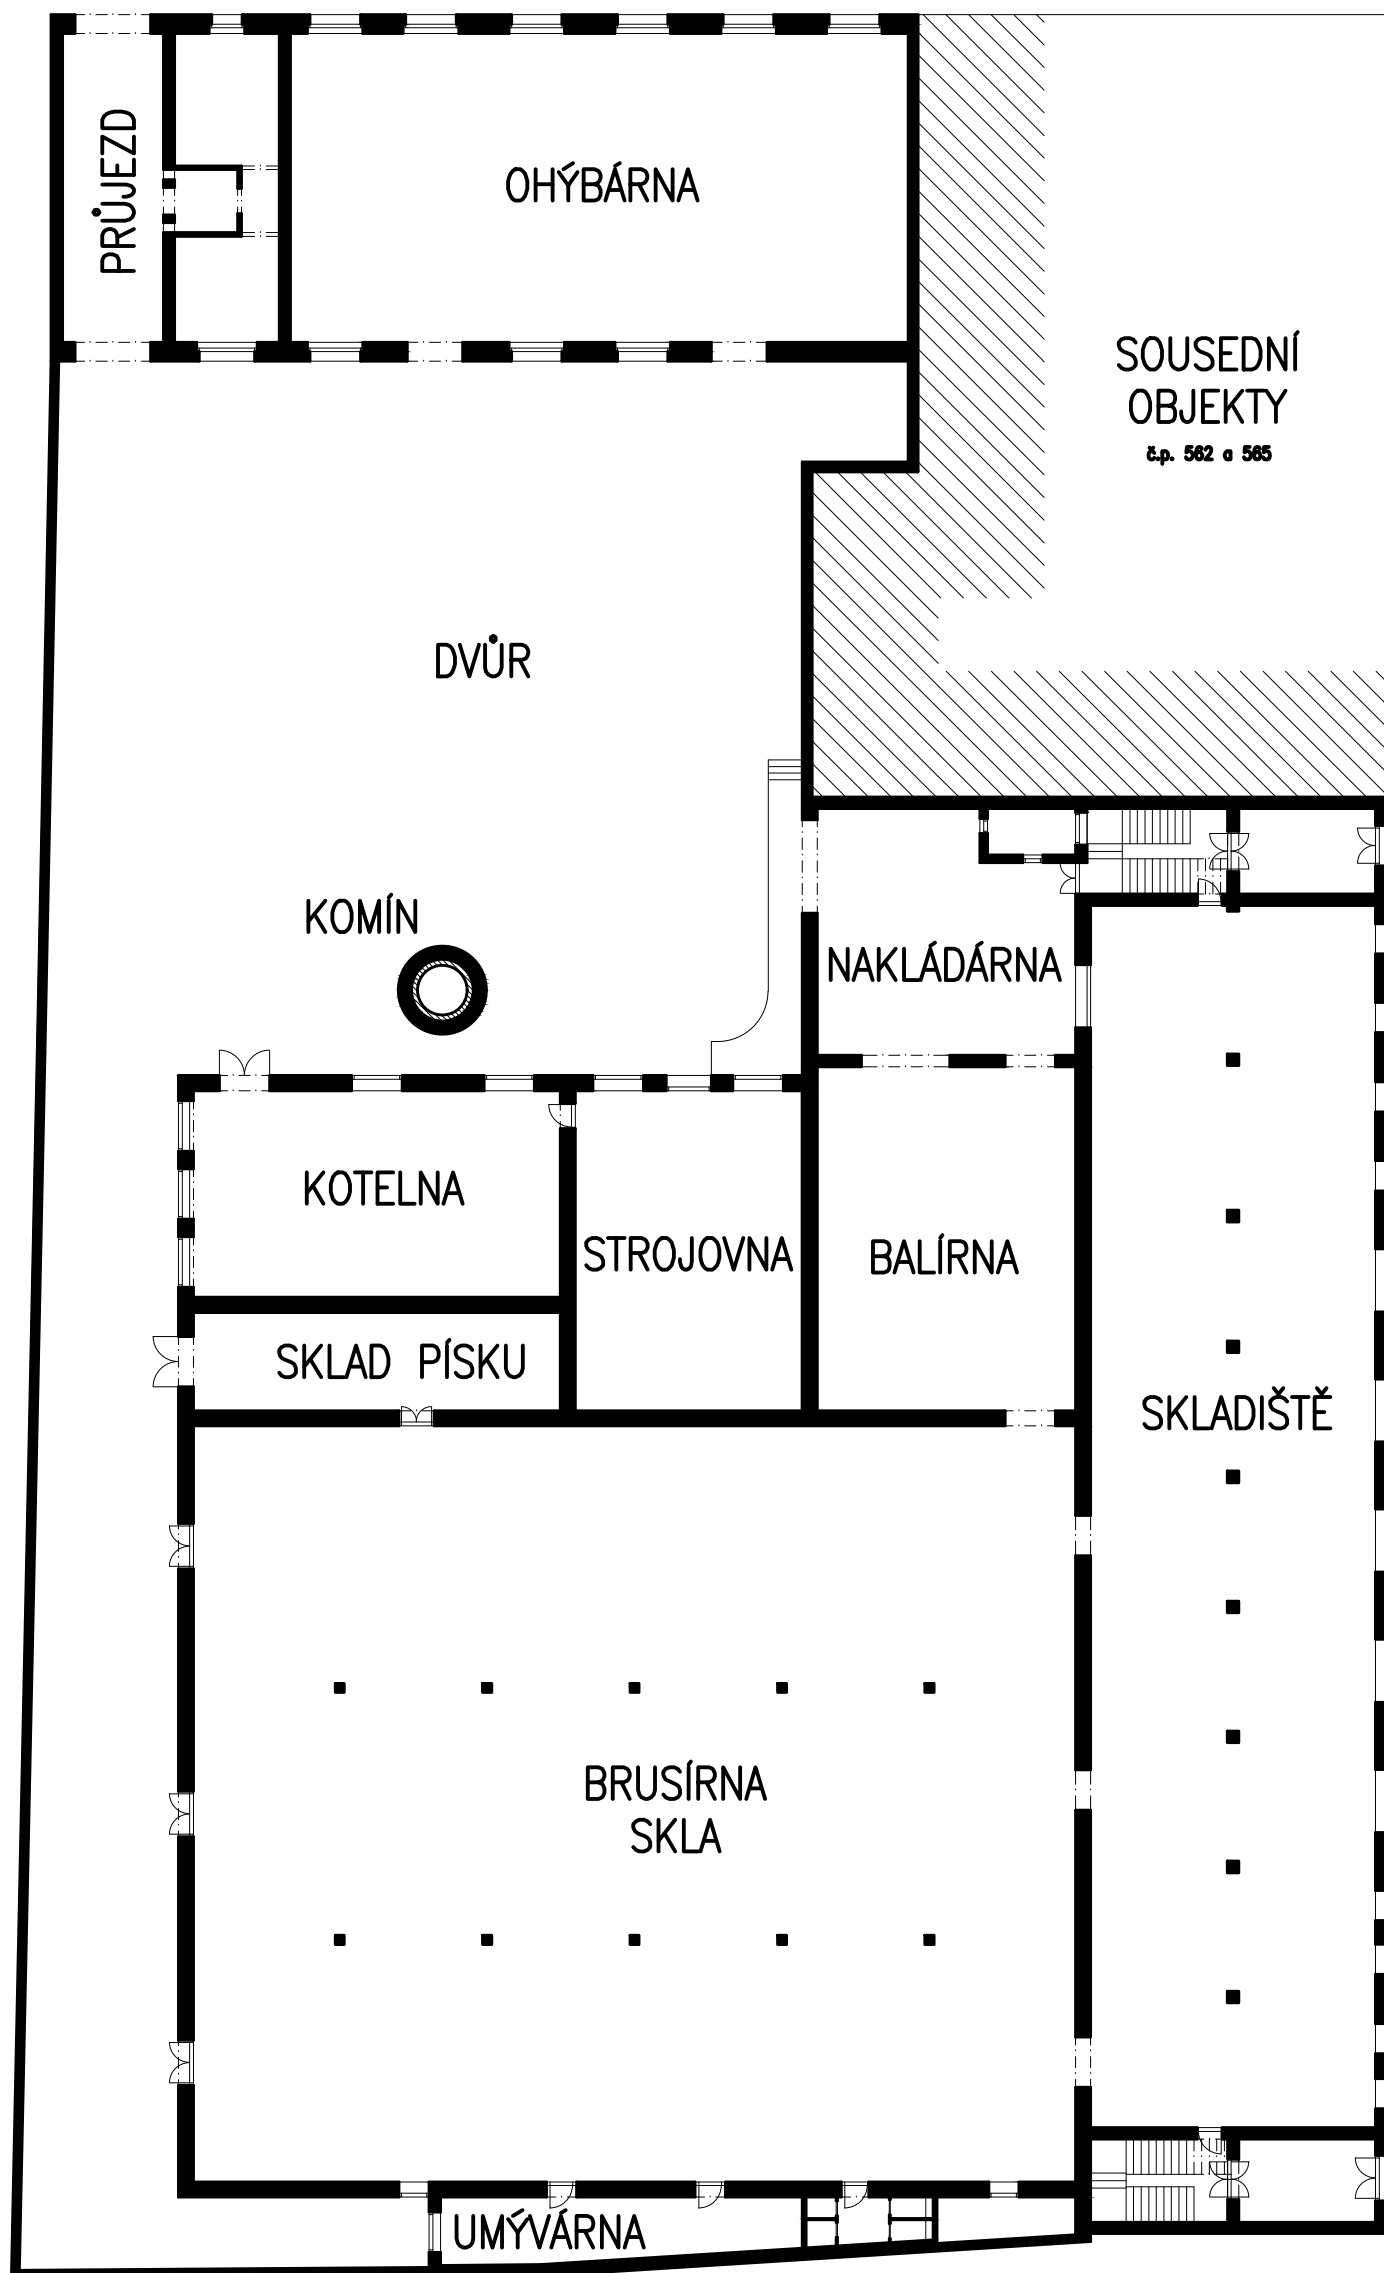 PRŮJEZD
OHÝBÁRNA
SOUSEDNÍ
OBJEKTY
č.p. 562 a 565
DVŮR
KOMÍN
NAKLÁDÁRNA
KOTELNA
STROJOVNA
BALÍRNA
SKLAD PÍSKU
SKLADIŠTĚ
BRUSÍRNA
SKLA
UMÝVÁRNA